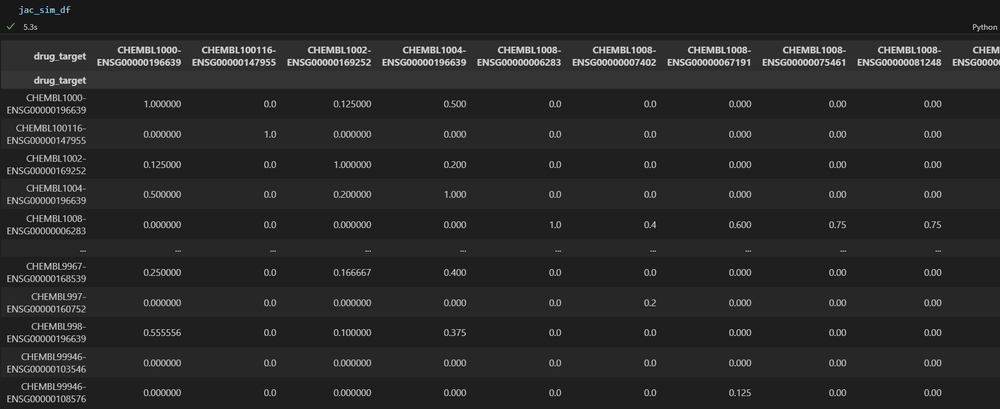 jac_sim_df
5.3s Python
drug_target CHEMBL1000- CHEMBL100116- CHEMBL1002- CHEMBL1004- CHEMBL1008- CHEMBL1008- CHEMBL1008- CHEMBL1008- CHEMBL1008- CHEM
ENSG00000196639 ENSG00000147955 ENSG00000169252 ENSG00000196639 ENSG00000006283 ENSG00000007402 ENSG00000067191 ENSG00000075461 ENSG00000081248 ENSG0000
drug_target
CHEMBL1000-
ENSG00000196639 1.000000 0.0 0.125000 0.500 0.0 0.0 0.000 0.00 0.00
CHEMBL100116-
ENSG00000147955 0.000000 1.0 0.000000 0.000 0.0 0.0 0.000 0.00 0.00
CHEMBL1002-
ENSG00000169252 0.125000 0.0 1.000000 0.200 0.0 0.0 0.000 0.00 0.00
CHEMBL1004-
ENSG00000196639 0.500000 0.0 0.200000 1.000 0.0 0.0 0.000 0.00 0.00
CHEMBL1008-
ENSG00000006283 0.000000 0.0 0.000000 0.000 1.0 0.4 0.600 0.75 0.75
... ... ... ... ... ... ... ... ... ...
CHEMBL9967-
ENSG00000168539 0.250000 0.0 0.166667 0.400 0.0 0.0 0.000 0.00 0.00
CHEMBL997-
ENSG00000160752 0.000000 0.0 0.000000 0.000 0.0 0.2 0.000 0.00 0.00
CHEMBL998-
ENSG00000196639 0.555556 0.0 0.100000 0.375 0.0 0.0 0.000 0.00 0.00
CHEMBL99946-
ENSG00000103546 0.000000 0.0 0.000000 0.000 0.0 0.0 0.000 0.00 0.00
CHEMBL99946-
ENSG00000108576 0.000000 0.0 0.000000 0.000 0.0 0.0 0.125 0.00 0.00